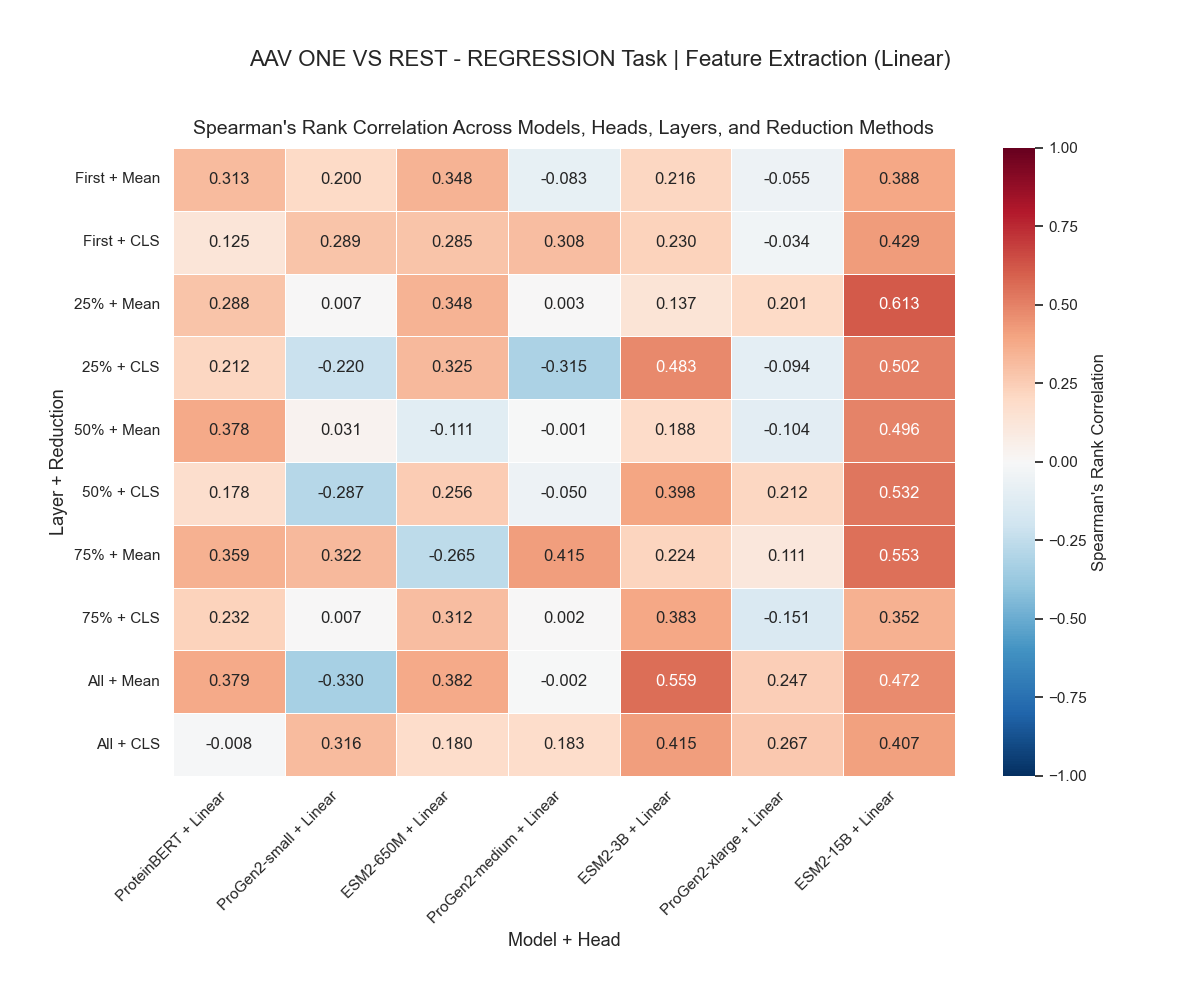 AAV ONE VS REST - REGRESSION Task | Feature Extraction (Linear)
Spearman's Rank Correlation Across Models, Heads, Layers, and Reduction Methods
Layer + Reduction
First + Mean 0.313 0.200 0.348 -0.083 0.216 -0.055 0.388
First + CLS 0.125 0.289 0.285 0.308 0.230 -0.034 0.429
25% + Mean 0.288 0.007 0.348 0.003 0.137 0.201 0.613
25% + CLS 0.212 -0.220 0.325 -0.315 0.483 -0.094 0.502
50% + Mean 0.378 0.031 -0.111 -0.001 0.188 -0.104 0.496
50% + CLS 0.178 -0.287 0.256 -0.050 0.398 0.212 0.532
75% + Mean 0.359 0.322 -0.265 0.415 0.224 0.111 0.553
75% + CLS 0.232 0.007 0.312 0.002 0.383 -0.151 0.352
All + Mean 0.379 -0.330 0.382 -0.002 0.559 0.247 0.472
All + CLS -0.008 0.316 0.180 0.183 0.415 0.267 0.407
ProteinBERT + Linear
ProGen2-small + Linear
ESM2-650M + Linear
ProGen2-medium + Linear
ESM2-3B + Linear
ProGen2-xlarge + Linear
ESM2-15B + Linear
Model + Head
1.00
0.75
0.50
0.25
0.00
−0.25
−0.50
−0.75
−1.00
Spearman's Rank Correlation